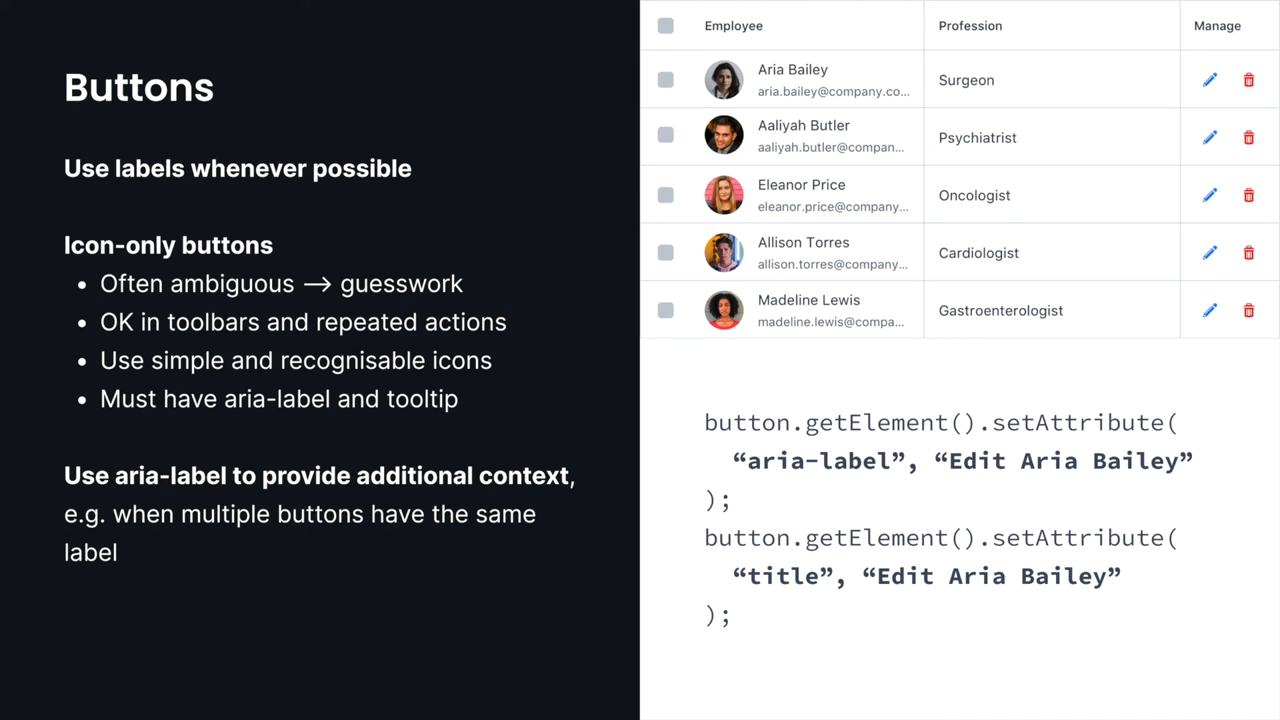 Buttons
Use labels whenever possible
Icon-only buttons
• Often ambiguous → guesswork
• OK in toolbars and repeated actions
• Use simple and recognisable icons
• Must have aria-label and tooltip
Use aria-label to provide additional context,
e.g. when multiple buttons have the same
label
Employee Profession Manage
Aria Bailey
aria.bailey@company.co...
Surgeon
Aaliyah Butler
aaliyah.butler@compan...
Psychiatrist
Eleanor Price
eleanor.price@company...
Oncologist
Allison Torres
allison.torres@company...
Cardiologist
Madeline Lewis
madeline.lewis@compa...
Gastroenterologist
button.getElement().setAttribute(
“aria-label”, “Edit Aria Bailey”
);
button.getElement().setAttribute(
“title”, “Edit Aria Bailey”
);